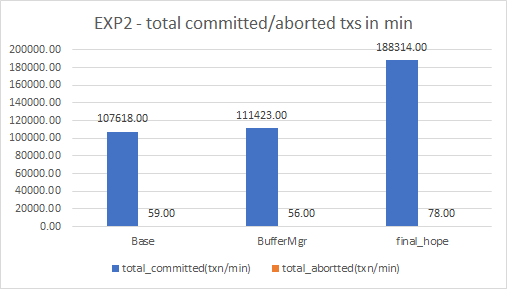 EXP2 - total committed/aborted txs in min
188314.00
200000.00
180000.00
160000.00
140000.00
107618.00
111423.00
120000.00
100000.00
80000.00
60000.00
40000.00
20000.00
59.00
56.00
78.00
0.00
Base
BufferMgr
final_hope
total_committed(txn/min)
total_abortted(txn/min)